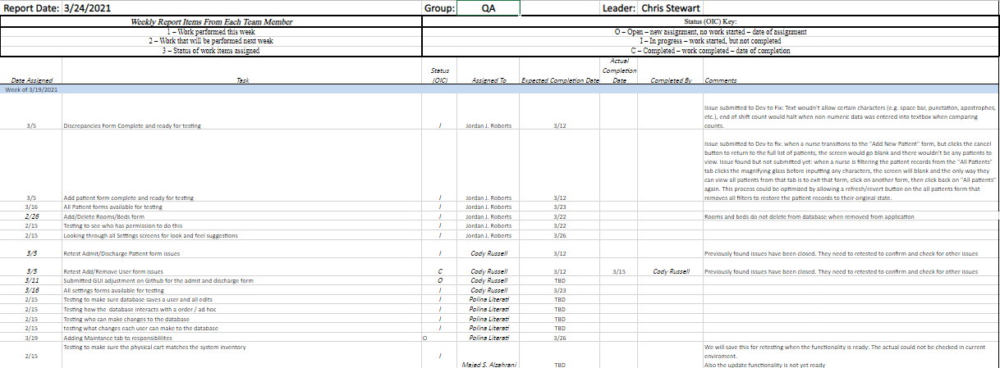 Report Date: 3/24/2021 Group: QA Leader: Chris Stewart
Weekly Report Items From Each Team Member Status (OIC) Key:
1 – Work performed this week O – Open – new assignment, no work started – date of assignment
2 – Work that will be performed next week I – In progress – work started, but not completed
3 – Status of work items assigned C – Completed – work completed – date of completion
Date Assigned Task Status (OIC) Assigned To Expected Completion Date Actual Completion Date Completed By Comments
Week of 3/19/2021
3/5 Discrepancies Form Complete and ready for testing I Jordan J. Roberts 3/12
Issue submitted to Dev to Fix: Text woudn't allow certain characters (e.g. space bar, punctation, apostrophes,
etc.), end of shift count would halt when non numeric data was entered into textbox when comparing
counts.
3/5 Add patient form complete and ready for testing I Jordan J. Roberts 3/12
Issue submitted to Dev to fix: when a nurse transitions to the "Add New Patient" form, but clicks the cancel
button to return to the full list of patients, the screen would go blank and there wouldn't be any patients to
view. Issue found but not submitted yet: when a nurse is filtering the patient records from the "All Patients"
tab clicks the magnifying glass before inputting any characters, the screen will blank and the only way they
can view all patients from that tab is to exit that form, click on another form, then click back on "All patients"
again. This process could be optimized by allowing a refresh/revert button on the all patients form that
removes all filters to restore the patient records to their original state.
3/16 All Patient forms available for testing I Jordan J. Roberts 3/23
2/26 Add/Delete Rooms/Beds form I Jordan J. Roberts 3/22 Rooms and beds do not delete from database when removed from application
2/15 Testing to see who has permission to do this I Jordan J. Roberts 3/22
2/15 Looking through all Settings screens for look and feel suggestions I Jordan J. Roberts 3/26
3/5 Retest Admit/Discharge Patient form issues I Cody Russell 3/12 Previously found issues have been closed. They need to retested to confirm and check for other issues
3/5 Retest Add/Remove User form issues C Cody Russell 3/12 3/15 Cody Russell Previously found issues have been closed. They need to retested to confirm and check for other issues
3/11 Submitted GUI adjustment on Github for the admit and discharge form O Cody Russell TBD
3/16 All settings forms available for testing I Cody Russell 3/23
2/15 Testing to make sure database saves a user and all edits I Polina Literati TBD
2/15 Testing how the database interacts with a order / ad hoc I Polina Literati TBD
2/15 Testing who can make changes to the database I Polina Literati TBD
2/15 testing what changes each user can make to the database I Polina Literati TBD
3/19 Adding Maintance tab to responsiblilites O Polina Literati 3/26
2/15 Testing to make sure the physical cart matches the system inventory I Majed S. Alzahrani TBD
We will save this for retesting when the functionality is ready: The actual could not be checked in current
enviroment.
Also the update functionality is not yet ready